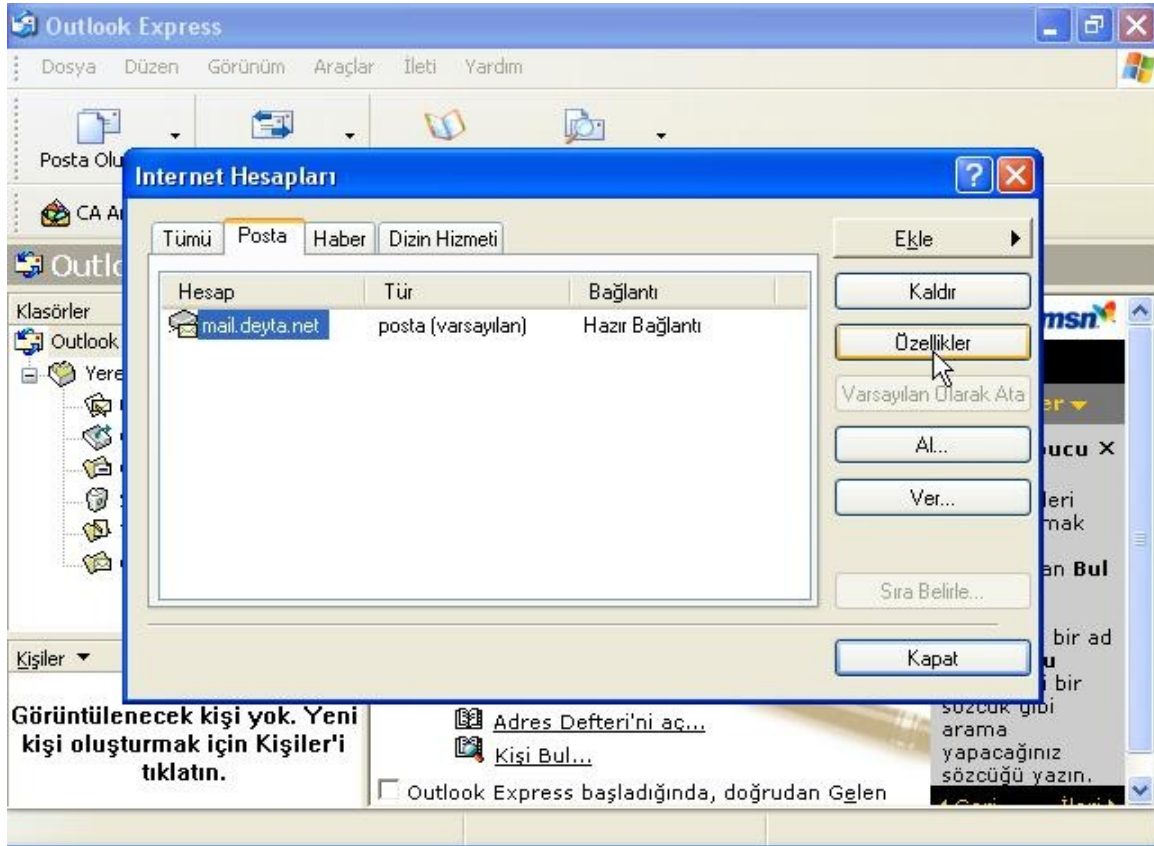 Outlook Express
Dosya Düzen Görünüm Araçlar İleti Yardım
Posta Olu
CA A
Internet Hesapları
Tümü Posta Haber Dizin Hizmeti
Ekle
Hesap Tür Bağlantı
Kaldır
mail.deyta.net posta (varsayılan) Hazır Bağlantı
Özellikler
Varsayılan Olarak Ata
Al...
Ver...
Sıra Belirle...
Kapat
Klasörler
Outlook
Yere
msn
er
ucu
leri
mak
an Bul
bir ad
u
i bir
sözcük gibi
arama
yapacağınız
sözcüğü yazın.
Kişiler
Görüntülenecek kişi yok. Yeni
kişi oluşturmak için Kişiler'i
tıklatın.
Adres Defteri'ni aç...
Kişi Bul...
Outlook Express başladığında, doğrudan Gelen